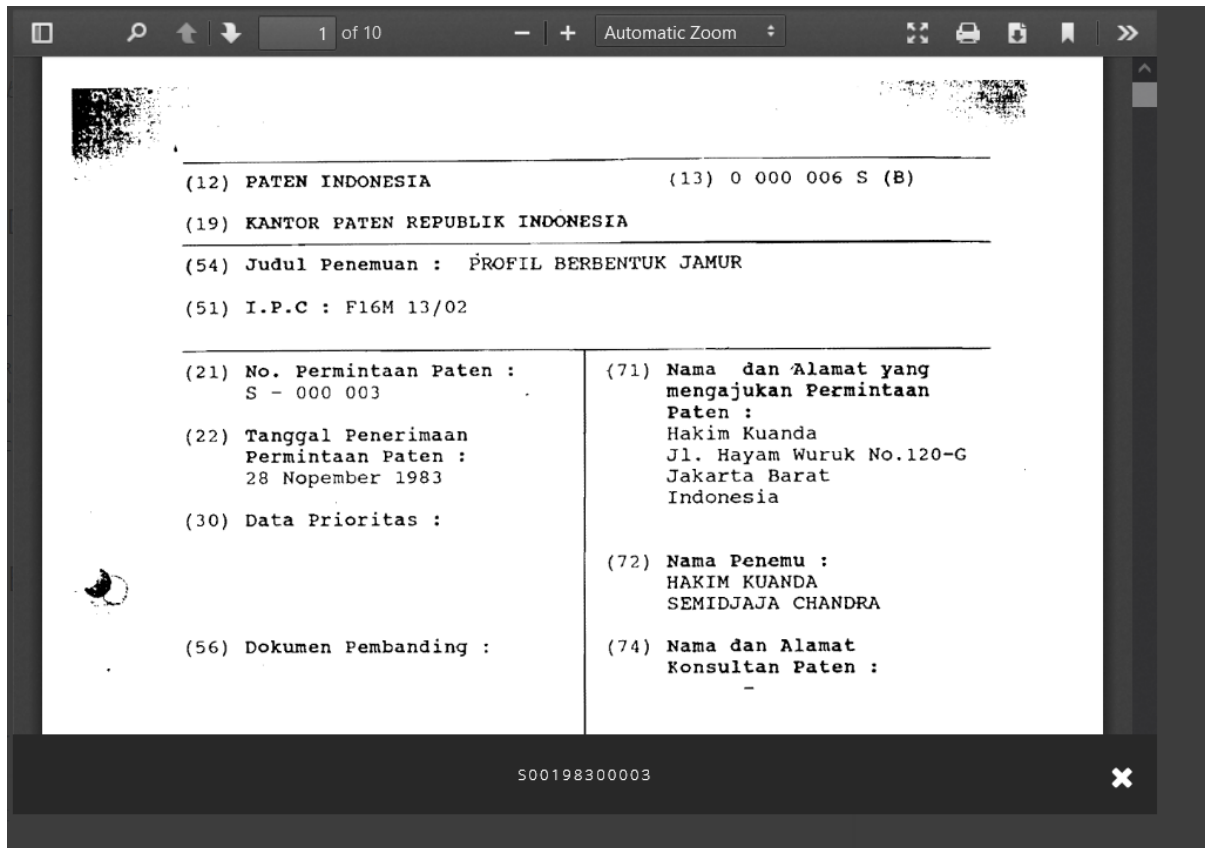 1 of 10
Automatic Zoom
(12) PATEN INDONESIA
(13) 0 000 006 S (B)
(19) KANTOR PATEN REPUBLIK INDONESIA
(54) Judul Penemuan : PROFIL BERBENTUK JAMUR
(51) I.P.C : F16M 13/02
(21) No. Permintaan Paten :
S - 000 003
(22) Tanggal Penerimaan
Permintaan Paten :
28 Nopember 1983
(30) Data Prioritas :
(56) Dokumen Pembanding :
(71) Nama dan Alamat yang
mengajukan Permintaan
Paten :
Hakim Kuanda
Jl. Hayam Wuruk No.120-G
Jakarta Barat
Indonesia
(72) Nama Penemu :
HAKIM KUANDA
SEMIDJAJA CHANDRA
(74) Nama dan Alamat
Konsultan Paten :
-
S00198300003